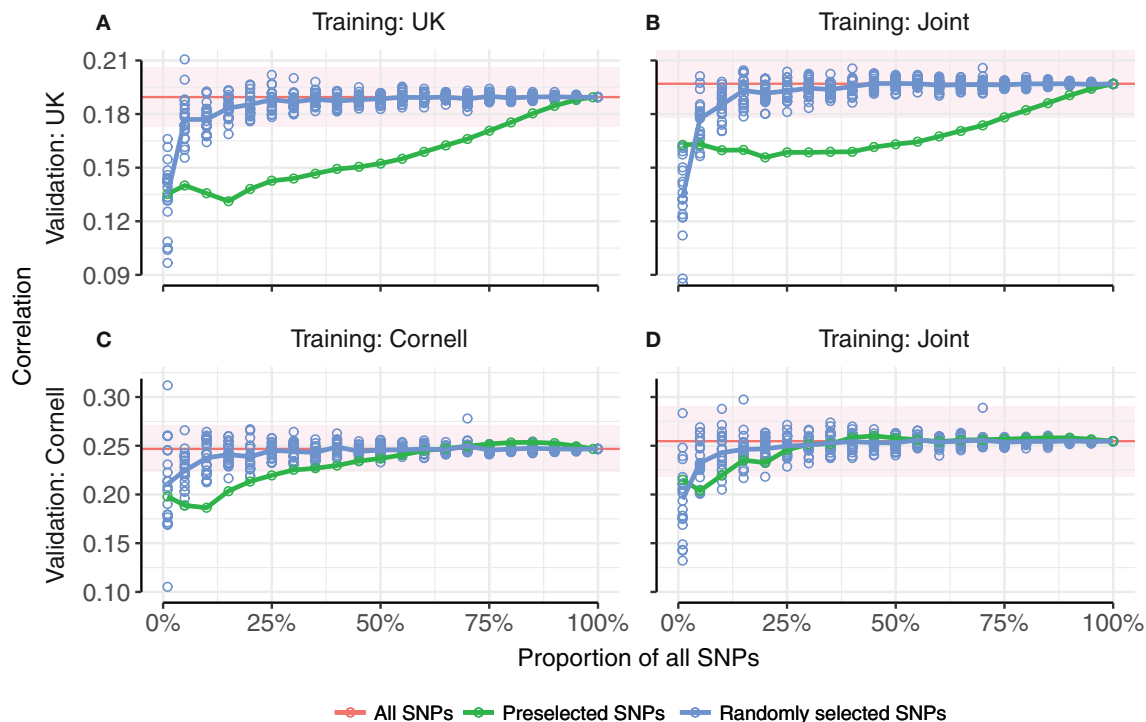 A Training: UK
B Training: Joint
Validation: UK
0.21
0.18
0.15
0.12
0.09
Correlation
C Training: Cornell
D Training: Joint
Validation: Cornell
0.30
0.25
0.20
0.10
0% 25% 50% 75% 100% 0% 25% 50% 75% 100%
Proportion of all SNPs
All SNPs Preselected SNPs Randomly selected SNPs